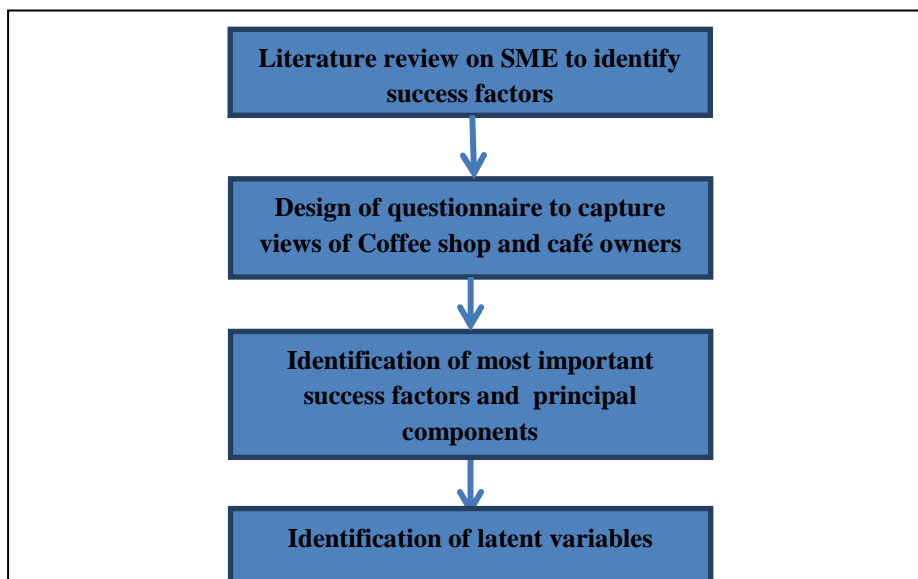 Literature review on SME to identify
success factors
Design of questionnaire to capture
views of Coffee shop and café owners
Identification of most important
success factors and  principal
components
Identification of latent variables